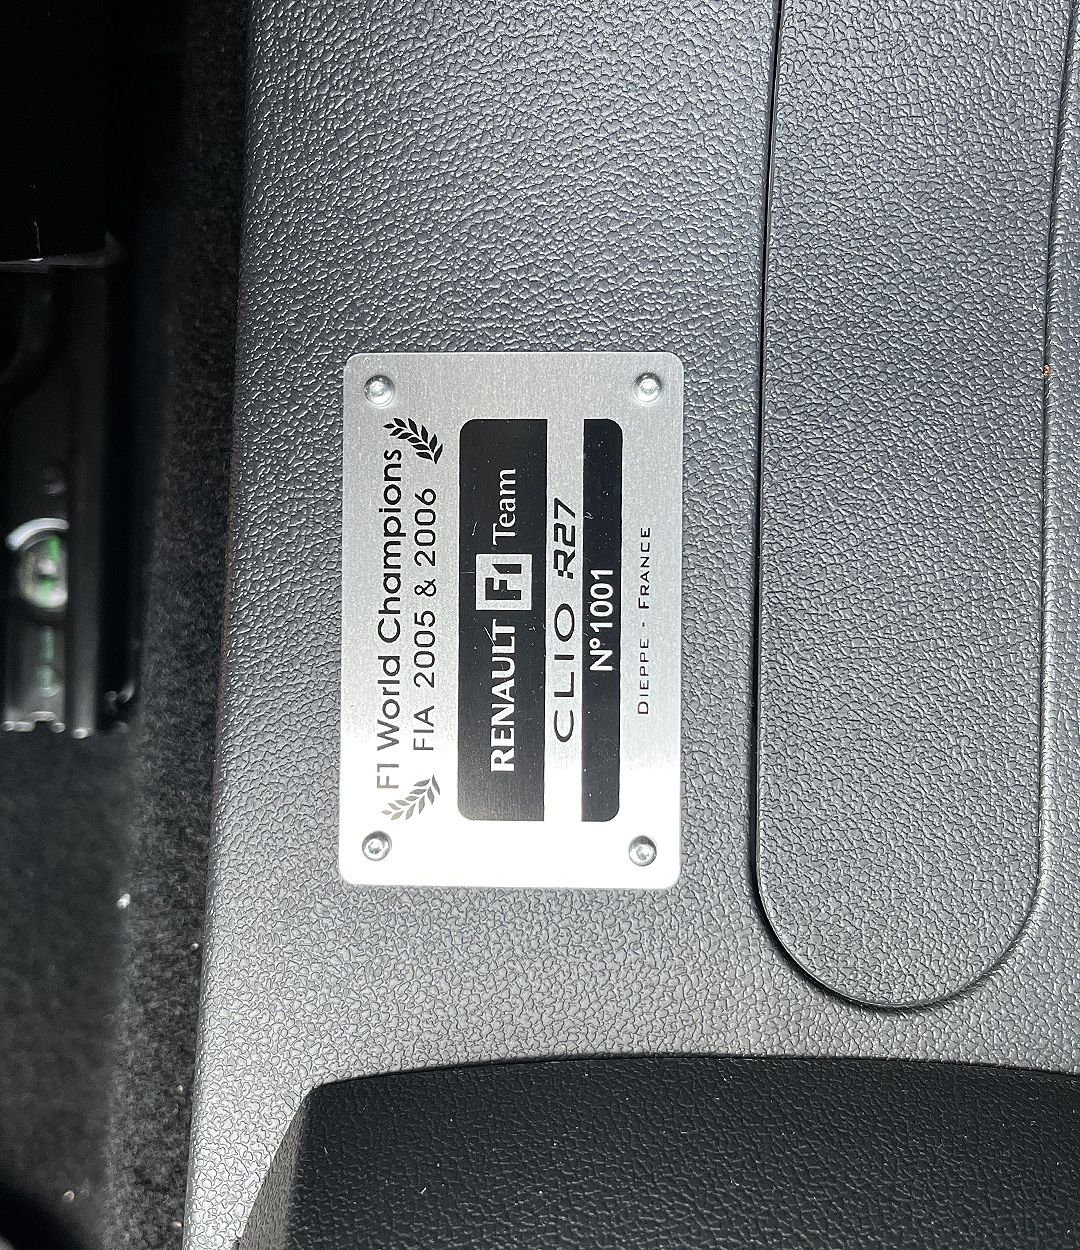 F1 World Champions
FIA 2005 & 2006
RENAULT F1 Team
CLIO R27
N°1001
DIEPPE - FRANCE